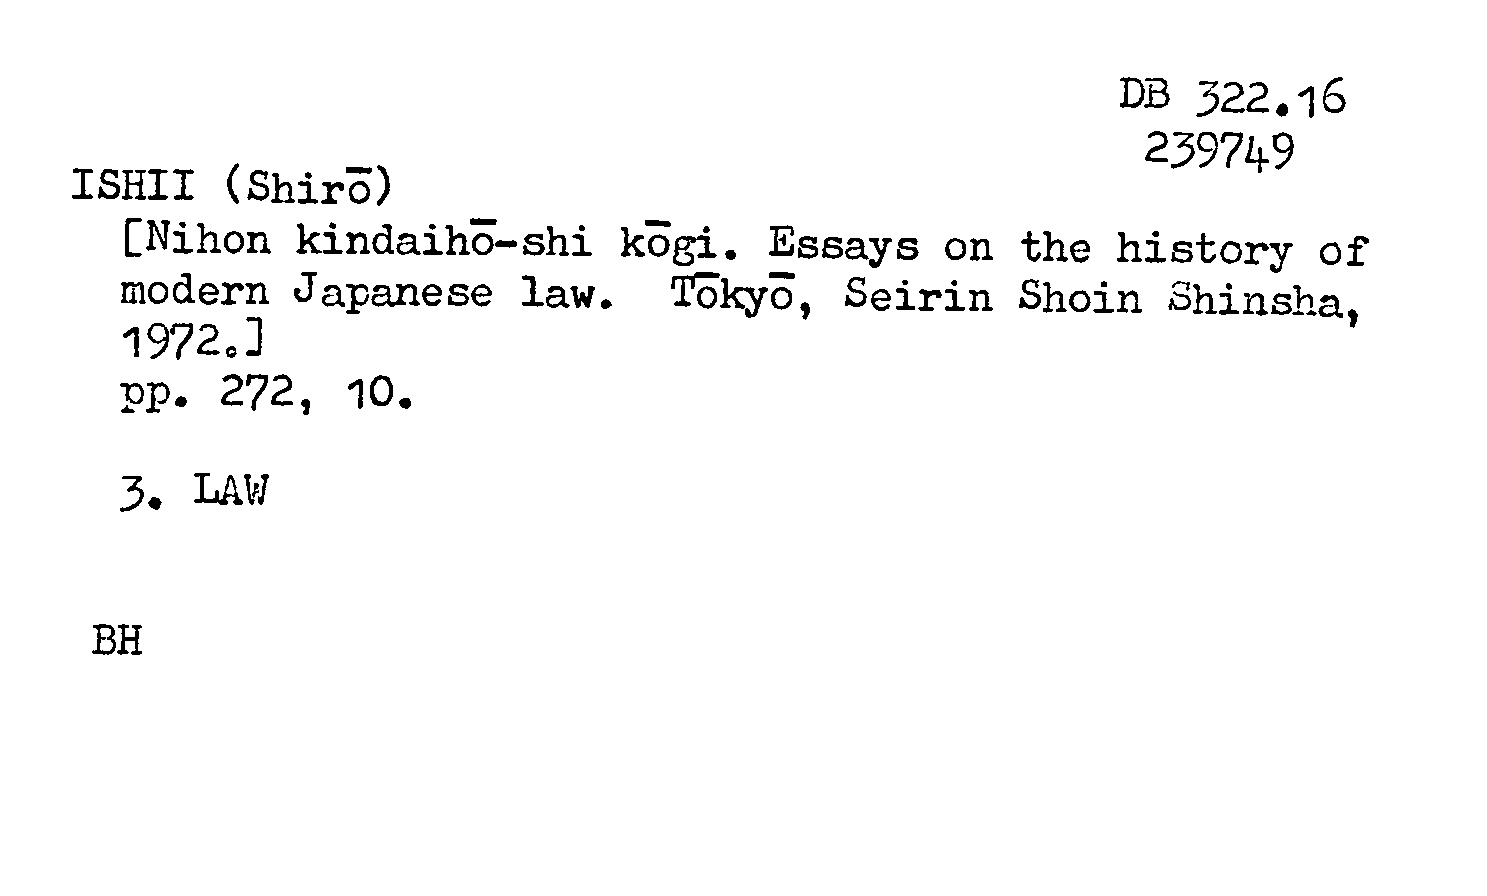 DB 322.16
239749
ISHII (Shirō)
[Nihon kindaihō-shi kōgi. Essays on the history of
modern Japanese law. Tōkyō, Seirin Shoin Shinsha,
1972.]
pp. 272, 10.
3. LAW
BH